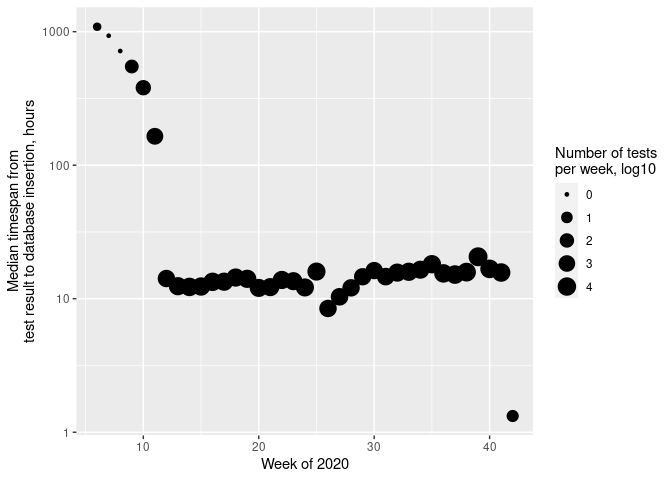 1000
100
10
1
10
20
30
40
Week of 2020
Median timespan from
test result to database insertion, hours
Number of tests
per week, log10
0
1
2
3
4